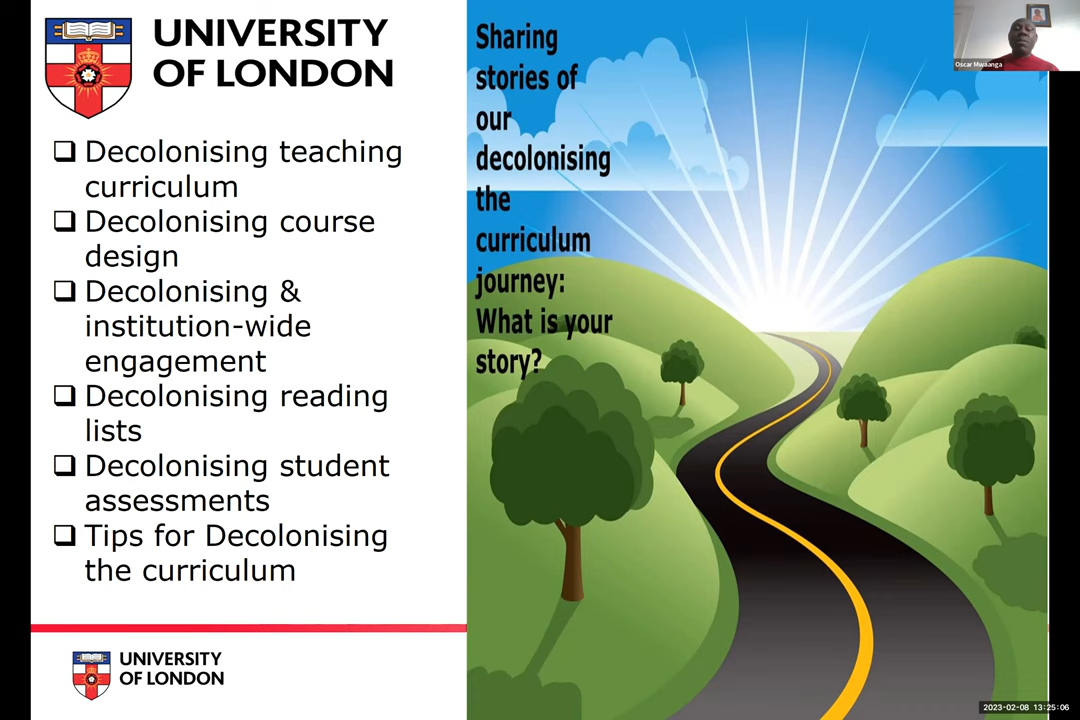 UNIVERSITY
OF LONDON
Decolonising teaching
curriculum
Decolonising course
design
Decolonising &
institution-wide
engagement
Decolonising reading
lists
Decolonising student
assessments
Tips for Decolonising
the curriculum
UNIVERSITY
OF LONDON
Sharing
stories of
our
decolonising
the
curriculum
journey:
What is your
story?
Oscar Mwaanga
2023-02-08 13:25:06